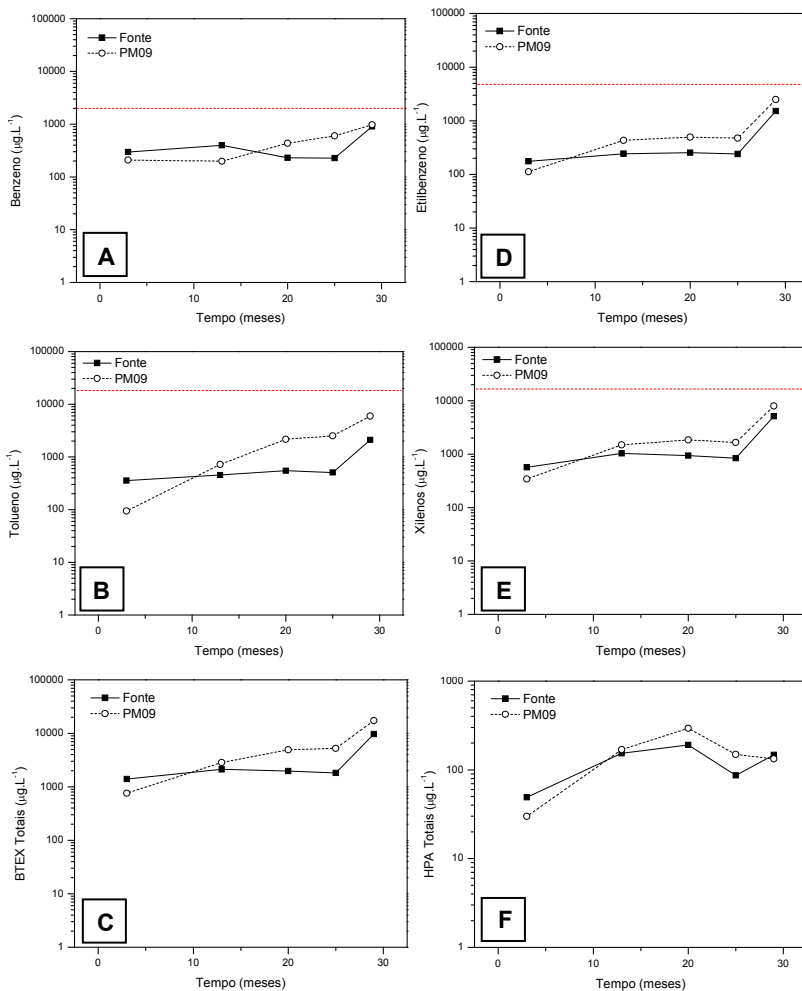 100000
10000
1000
100
10
1
Benzeno (µg.L-1)
Fonte
PM09
A
0 10 20 30
Tempo (meses)
100000
10000
1000
100
10
1
Etilbenzeno (µg.L-1)
Fonte
PM09
D
0 10 20 30
Tempo (meses)
100000
10000
1000
100
10
1
Tolueno (µg.L-1)
Fonte
PM09
B
0 10 20 30
Tempo (meses)
100000
10000
1000
100
10
1
Xilenos (µg.L-1)
Fonte
PM09
E
0 10 20 30
Tempo (meses)
100000
10000
1000
100
10
1
BTEX Totais (µg.L-1)
Fonte
PM09
C
0 10 20 30
Tempo (meses)
1000
100
10
1
HPA Totais (µg.L-1)
Fonte
PM09
F
0 10 20 30
Tempo (meses)